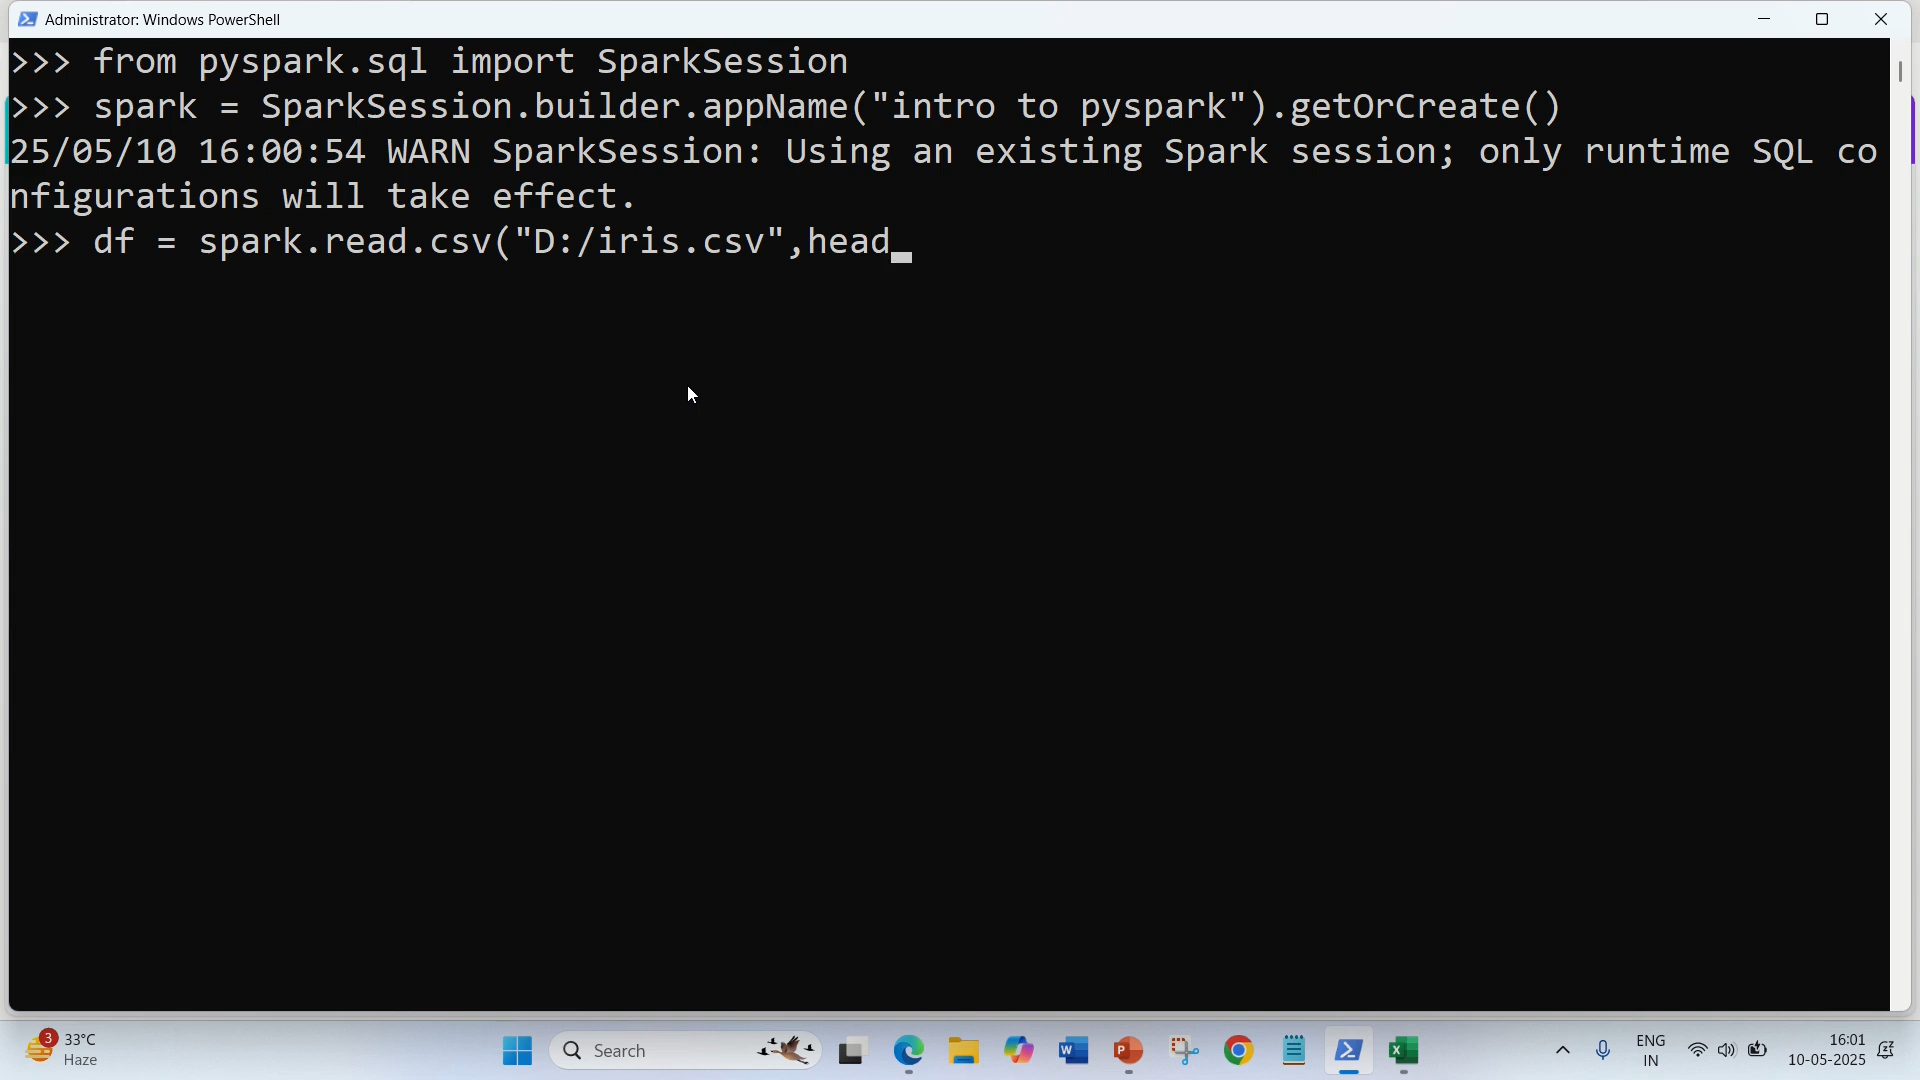 Administrator: Windows PowerShell
>>> from pyspark.sql import SparkSession
>>> spark = SparkSession.builder.appName("intro to pyspark").getOrCreate()
25/05/10 16:00:54 WARN SparkSession: Using an existing Spark session; only runtime SQL co
nfigurations will take effect.
>>> df = spark.read.csv("D:/iris.csv",head
3
33°C
Haze
Search
ENG
IN
16:01
10-05-2025